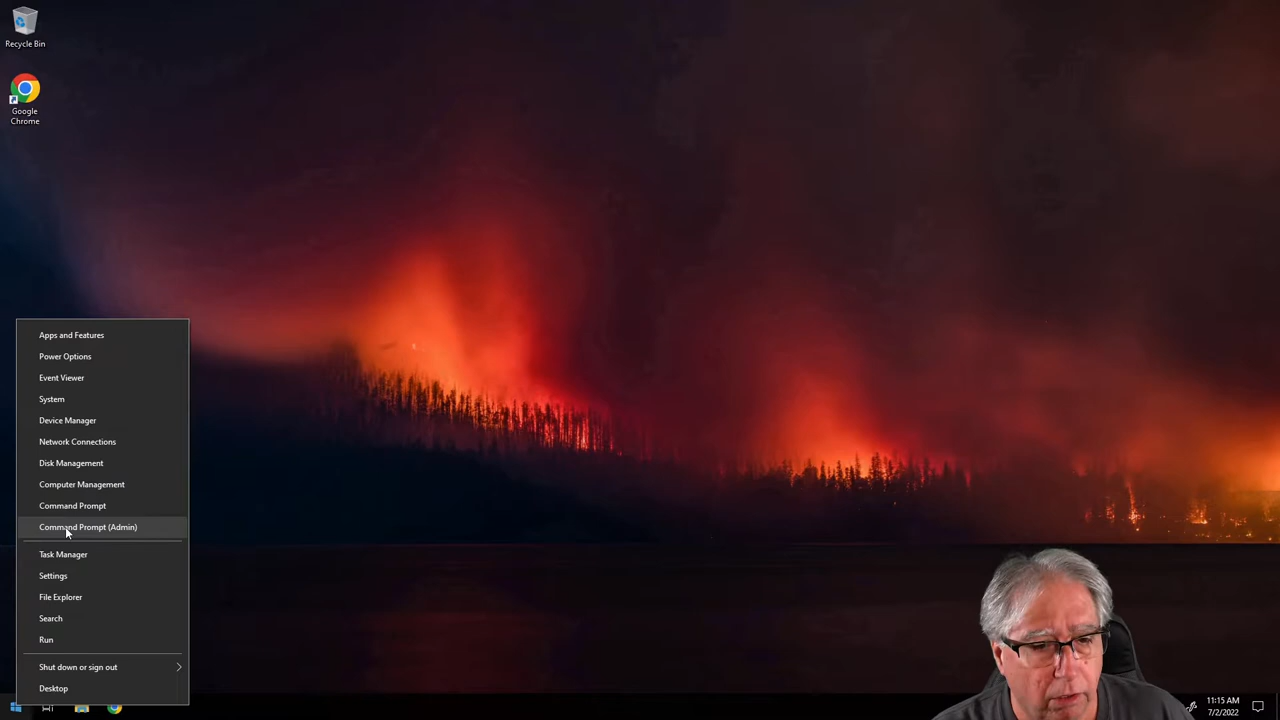 Recycle Bin
Google
Chrome
Apps and Features
Power Options
Event Viewer
System
Device Manager
Network Connections
Disk Management
Computer Management
Command Prompt
Command Prompt (Admin)
Task Manager
Settings
File Explorer
Search
Run
Shut down or sign out
Desktop
11:15 AM
7/2/2022